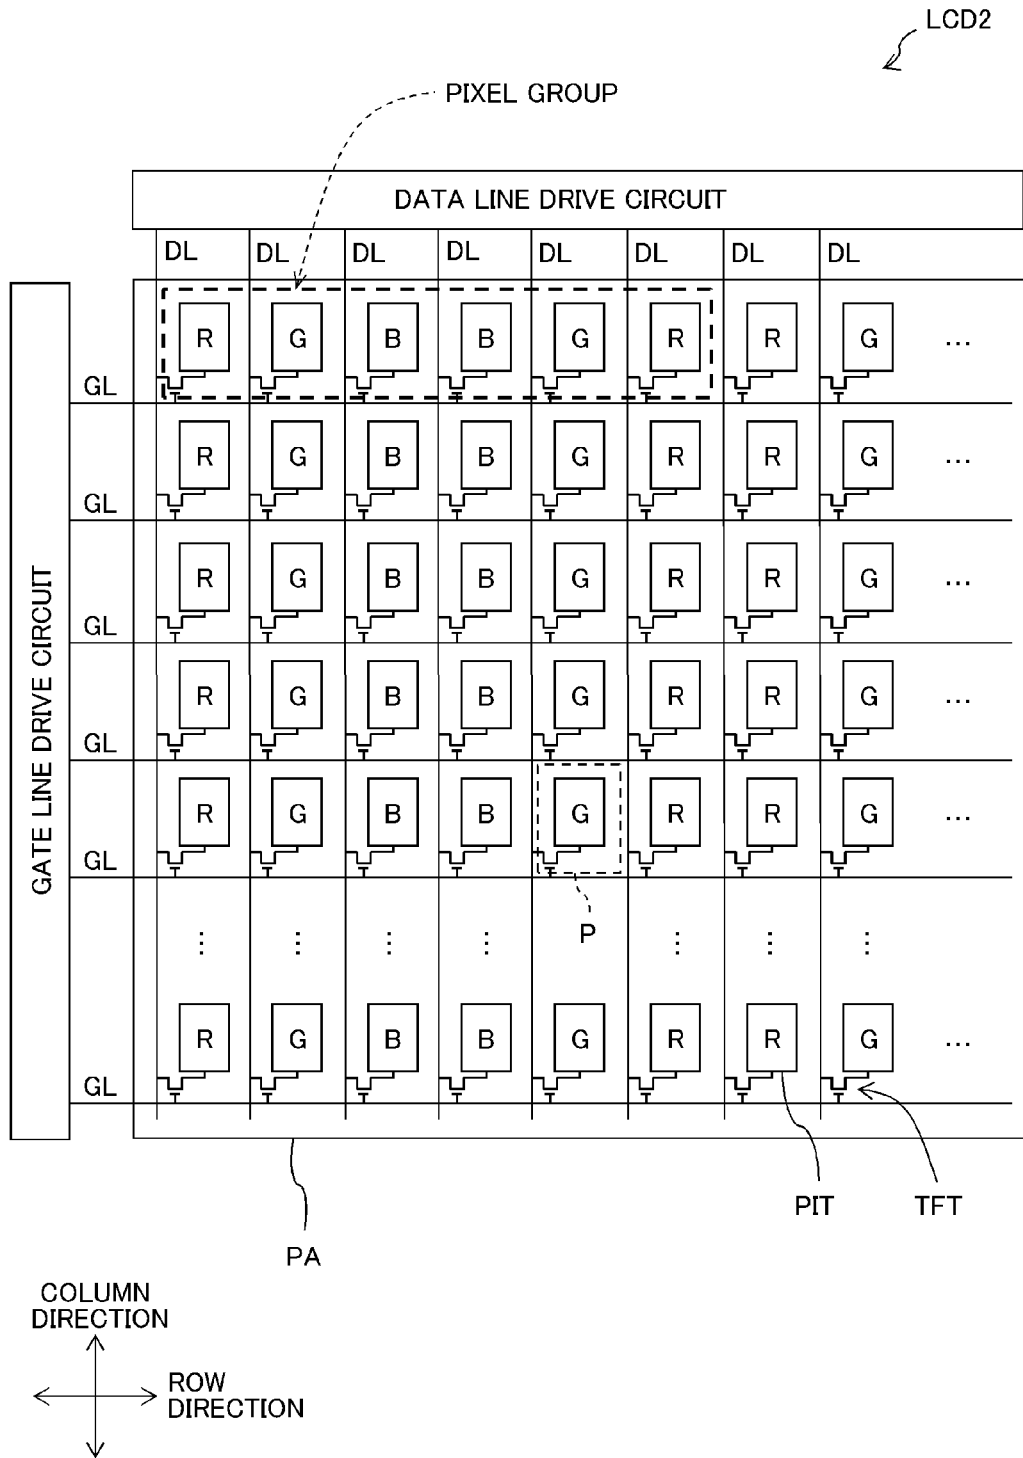 LCD2
PIXEL GROUP
DATA LINE DRIVE CIRCUIT
DL DL DL DL DL DL DL DL
GATE LINE DRIVE CIRCUIT
R G B B G R R G ...
GL
R G B B G R R G ...
GL
R G B B G R R G ...
GL
R G B B G R R G ...
GL
R G B B G R R G ...
GL
P
R G B B G R R G ...
GL
PIT
TFT
PA
COLUMN
DIRECTION
ROW
DIRECTION